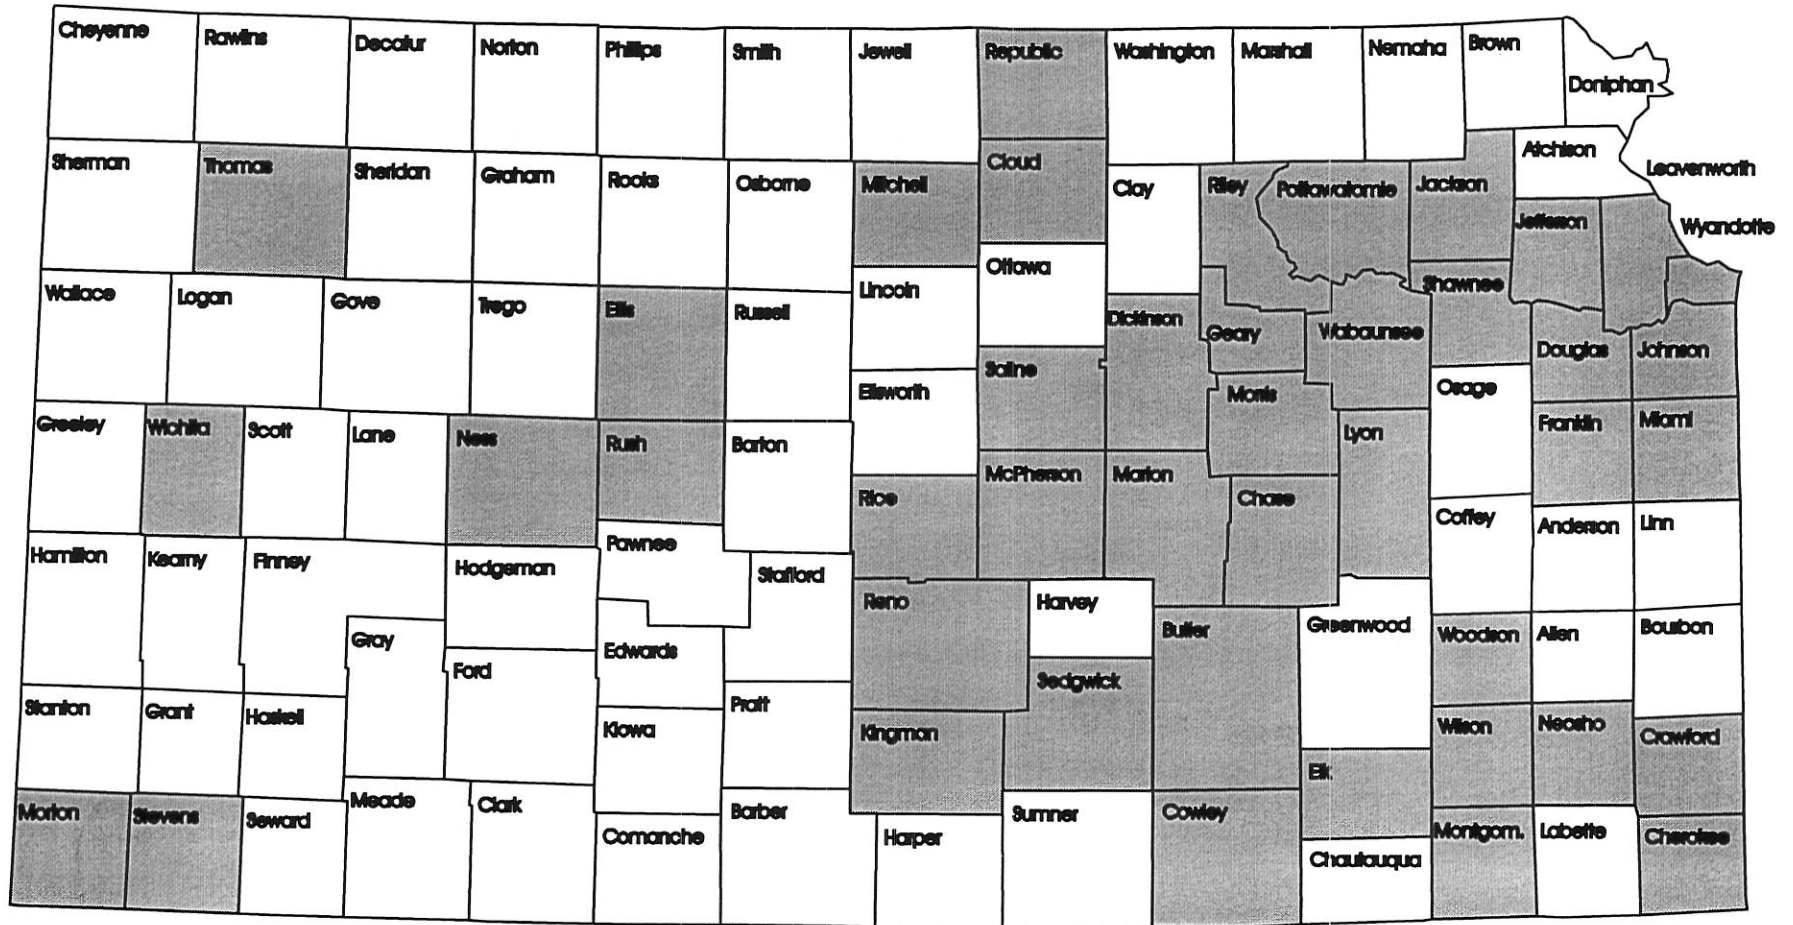 Cheyenne
Rawlins
Decatur
Norton
Phillips
Smith
Jewell
Republic
Washington
Marshall
Nemaha
Brown
Doniphan
Sherman
Thomas
Sheridan
Graham
Rooks
Osborne
Mitchell
Cloud
Clay
Riley
Pottawatomie
Jackson
Atchison
Leavenworth
Jefferson
Wyandotte
Wallace
Logan
Gove
Trego
Ellis
Russell
Lincoln
Ottawa
Dickinson
Geary
Wabaunsee
Shawnee
Douglas
Johnson
Ellsworth
Saline
Morris
Osage
Franklin
Miami
Greeley
Wichita
Scott
Lane
Ness
Rush
Barton
Rice
McPherson
Marion
Chase
Lyon
Coffey
Anderson
Linn
Hamilton
Kearny
Finney
Hodgeman
Pawnee
Stafford
Reno
Harvey
Butler
Greenwood
Woodson
Allen
Bourbon
Gray
Ford
Edwards
Sedgwick
Stanton
Grant
Haskell
Kiowa
Pratt
Kingman
Elk
Wilson
Neosho
Crawford
Morton
Stevens
Seward
Meade
Clark
Comanche
Barber
Harper
Sumner
Cowley
Chautauqua
Montgom.
Labette
Cherokee